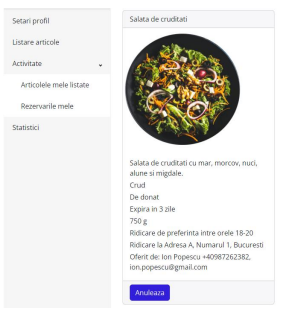 Setari profil
Listare articole
Activitate
Articolele mele listate
Rezervarile mele
Statistici
Salata de cruditati
Salata de cruditati cu mar, morcov, nuci,
alune si migdale.
Crud
De donat
Expira in 3 zile
750 g
Ridicare de preferinta intre orele 18-20
Ridicare la Adresa A, Numarul 1, Bucuresti
Oferit de: Ion Popescu +40987262382,
ion.popescu@gmail.com
Anuleaza